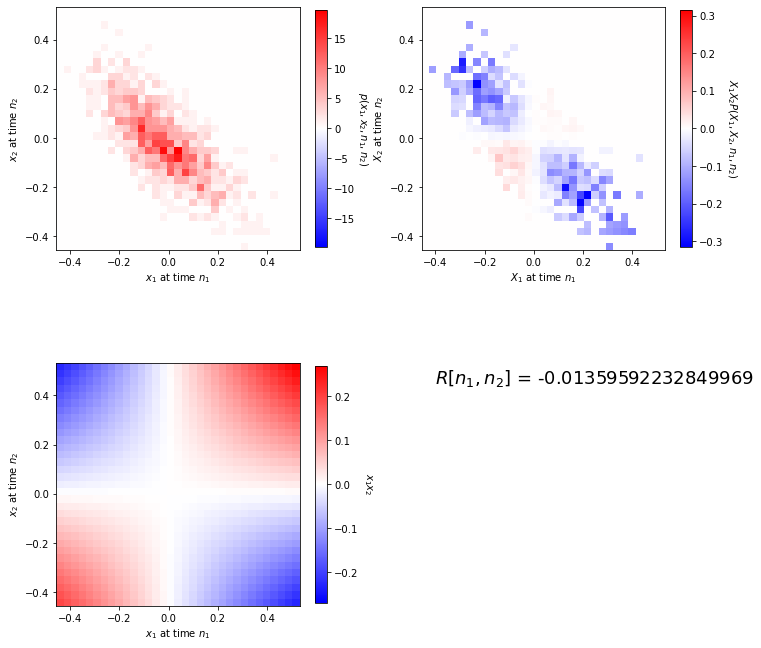 0.4
0.2
0.0
−0.2
−0.4
−0.4 −0.2 0.0 0.2 0.4
x₁ at time n₁
x₂ at time n₂
15
10
5
0
−5
−10
−15
p(x₁, x₂, n₁, n₂)
0.4
0.2
0.0
−0.2
−0.4
−0.4 −0.2 0.0 0.2 0.4
X₁ at time n₁
X₂ at time n₂
0.3
0.2
0.1
0.0
−0.1
−0.2
−0.3
X₁X₂P(X₁, X₂, n₁, n₂)
0.4
0.2
0.0
−0.2
−0.4
−0.4 −0.2 0.0 0.2 0.4
x₁ at time n₁
x₂ at time n₂
0.2
0.1
0.0
−0.1
−0.2
x₁x₂
R[n₁, n₂] = -0.01359592232849969